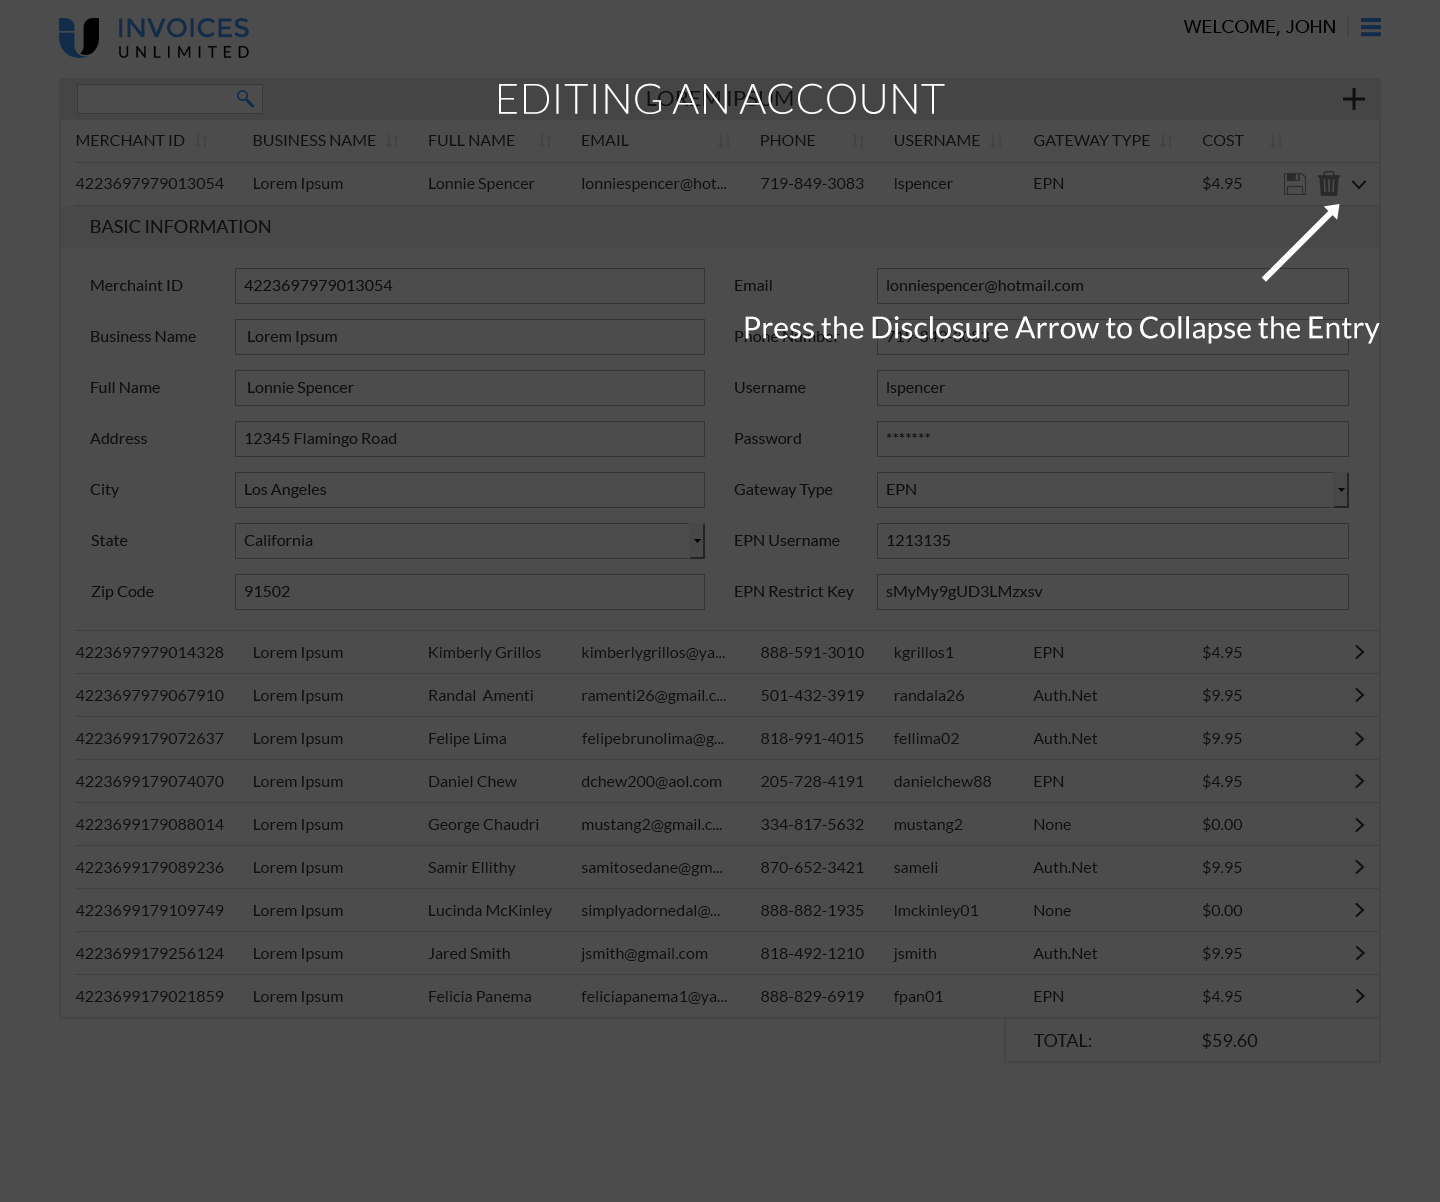 INVOICES
UNLIMITED
WELCOME, JOHN
LOREM IPSUM
EDITING AN ACCOUNT
MERCHANT ID BUSINESS NAME FULL NAME EMAIL PHONE USERNAME GATEWAY TYPE COST
4223697979013054 Lorem Ipsum Lonnie Spencer lonniespencer@hot... 719-849-3083 lspencer EPN $4.95
BASIC INFORMATION
Merchaint ID 4223697979013054 Email lonniespencer@hotmail.com
Press the Disclosure Arrow to Collapse the Entry
Business Name Lorem Ipsum Phone Number 719-849-3083
Full Name Lonnie Spencer Username lspencer
Address 12345 Flamingo Road Password *******
City Los Angeles Gateway Type EPN
State California EPN Username 1213135
Zip Code 91502 EPN Restrict Key sMyMy9gUD3LMzxsv
4223697979014328 Lorem Ipsum Kimberly Grillos kimberlygrillos@ya... 888-591-3010 kgrillos1 EPN $4.95
4223697979067910 Lorem Ipsum Randal Amenti ramenti26@gmail.c... 501-432-3919 randala26 Auth.Net $9.95
4223699179072637 Lorem Ipsum Felipe Lima felipebrunolima@g... 818-991-4015 fellima02 Auth.Net $9.95
4223699179074070 Lorem Ipsum Daniel Chew dchew200@aol.com 205-728-4191 danielchew88 EPN $4.95
4223699179088014 Lorem Ipsum George Chaudri mustang2@gmail.c... 334-817-5632 mustang2 None $0.00
4223699179089236 Lorem Ipsum Samir Ellithy samitosedane@gm... 870-652-3421 sameli Auth.Net $9.95
4223699179109749 Lorem Ipsum Lucinda McKinley simplyadornedal@... 888-882-1935 lmckinley01 None $0.00
4223699179256124 Lorem Ipsum Jared Smith jsmith@gmail.com 818-492-1210 jsmith Auth.Net $9.95
4223699179021859 Lorem Ipsum Felicia Panema feliciapanema1@ya... 888-829-6919 fpan01 EPN $4.95
TOTAL: $59.60